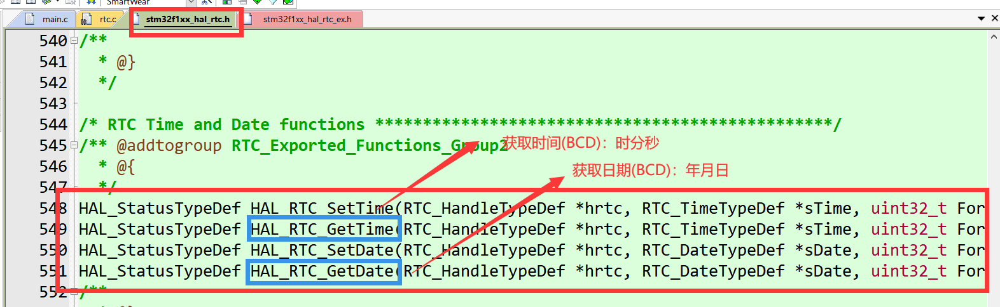 SmartWear
main.c
rtc.c
stm32f1xx_hal_rtc.h
stm32f1xx_hal_rtc_ex.h
540 /**
541 * @}
542 */
543
544 /* RTC Time and Date functions ************************************************/
545 /** @addtogroup RTC_Exported_Functions_Group2
获取时间(BCD)：时分秒
546 * @{
获取日期(BCD)：年月日
547 */
548 HAL_StatusTypeDef HAL_RTC_SetTime(RTC_HandleTypeDef *hrtc, RTC_TimeTypeDef *sTime, uint32_t For
549 HAL_StatusTypeDef HAL_RTC_GetTime(RTC_HandleTypeDef *hrtc, RTC_TimeTypeDef *sTime, uint32_t For
550 HAL_StatusTypeDef HAL_RTC_SetDate(RTC_HandleTypeDef *hrtc, RTC_DateTypeDef *sDate, uint32_t For
551 HAL_StatusTypeDef HAL_RTC_GetDate(RTC_HandleTypeDef *hrtc, RTC_DateTypeDef *sDate, uint32_t For
552 /**